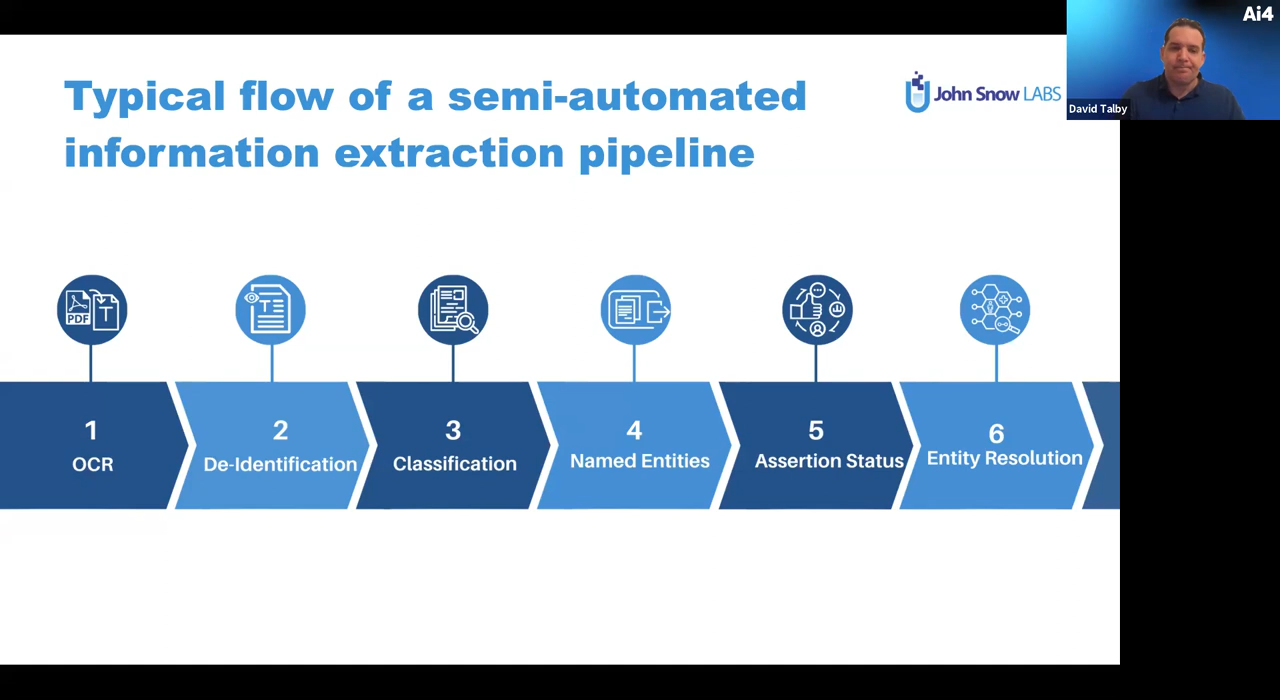 Ai4
Typical flow of a semi-automated
information extraction pipeline
John Snow LABS
David Talby
PDF
T
T
1
OCR
2
De-Identification
3
Classification
4
Named Entities
5
Assertion Status
6
Entity Resolution